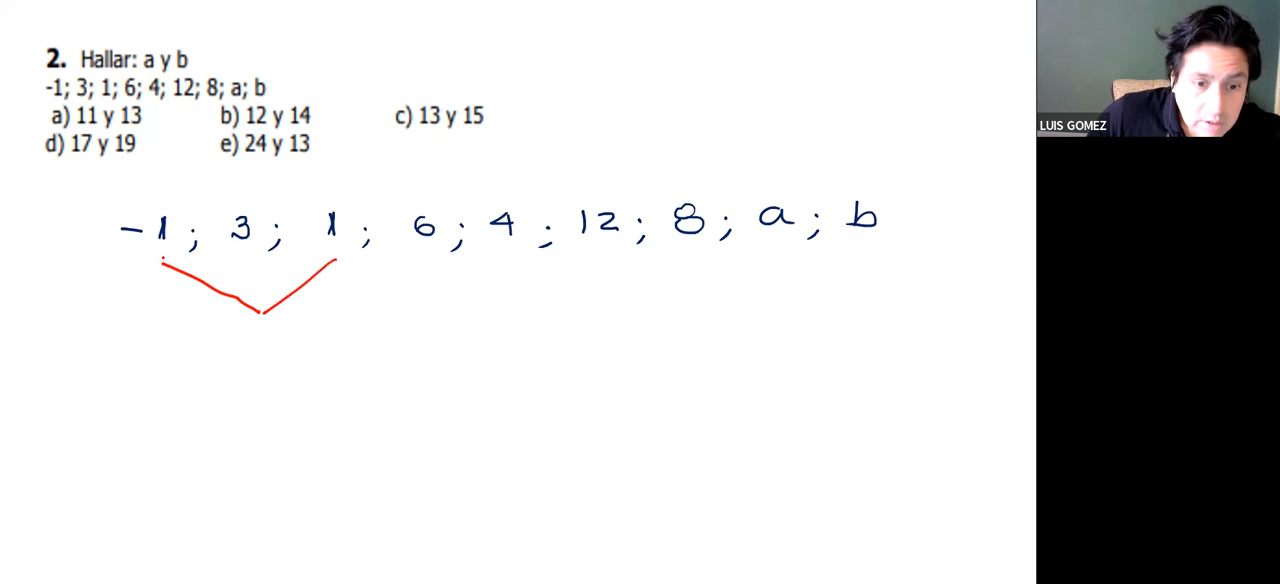 2. Hallar: a y b
-1; 3; 1; 6; 4; 12; 8; a; b
a) 11 y 13 b) 12 y 14 c) 13 y 15
d) 17 y 19 e) 24 y 13
LUIS GOMEZ
-1; 3; 1; 6; 4; 12; 8; a; b